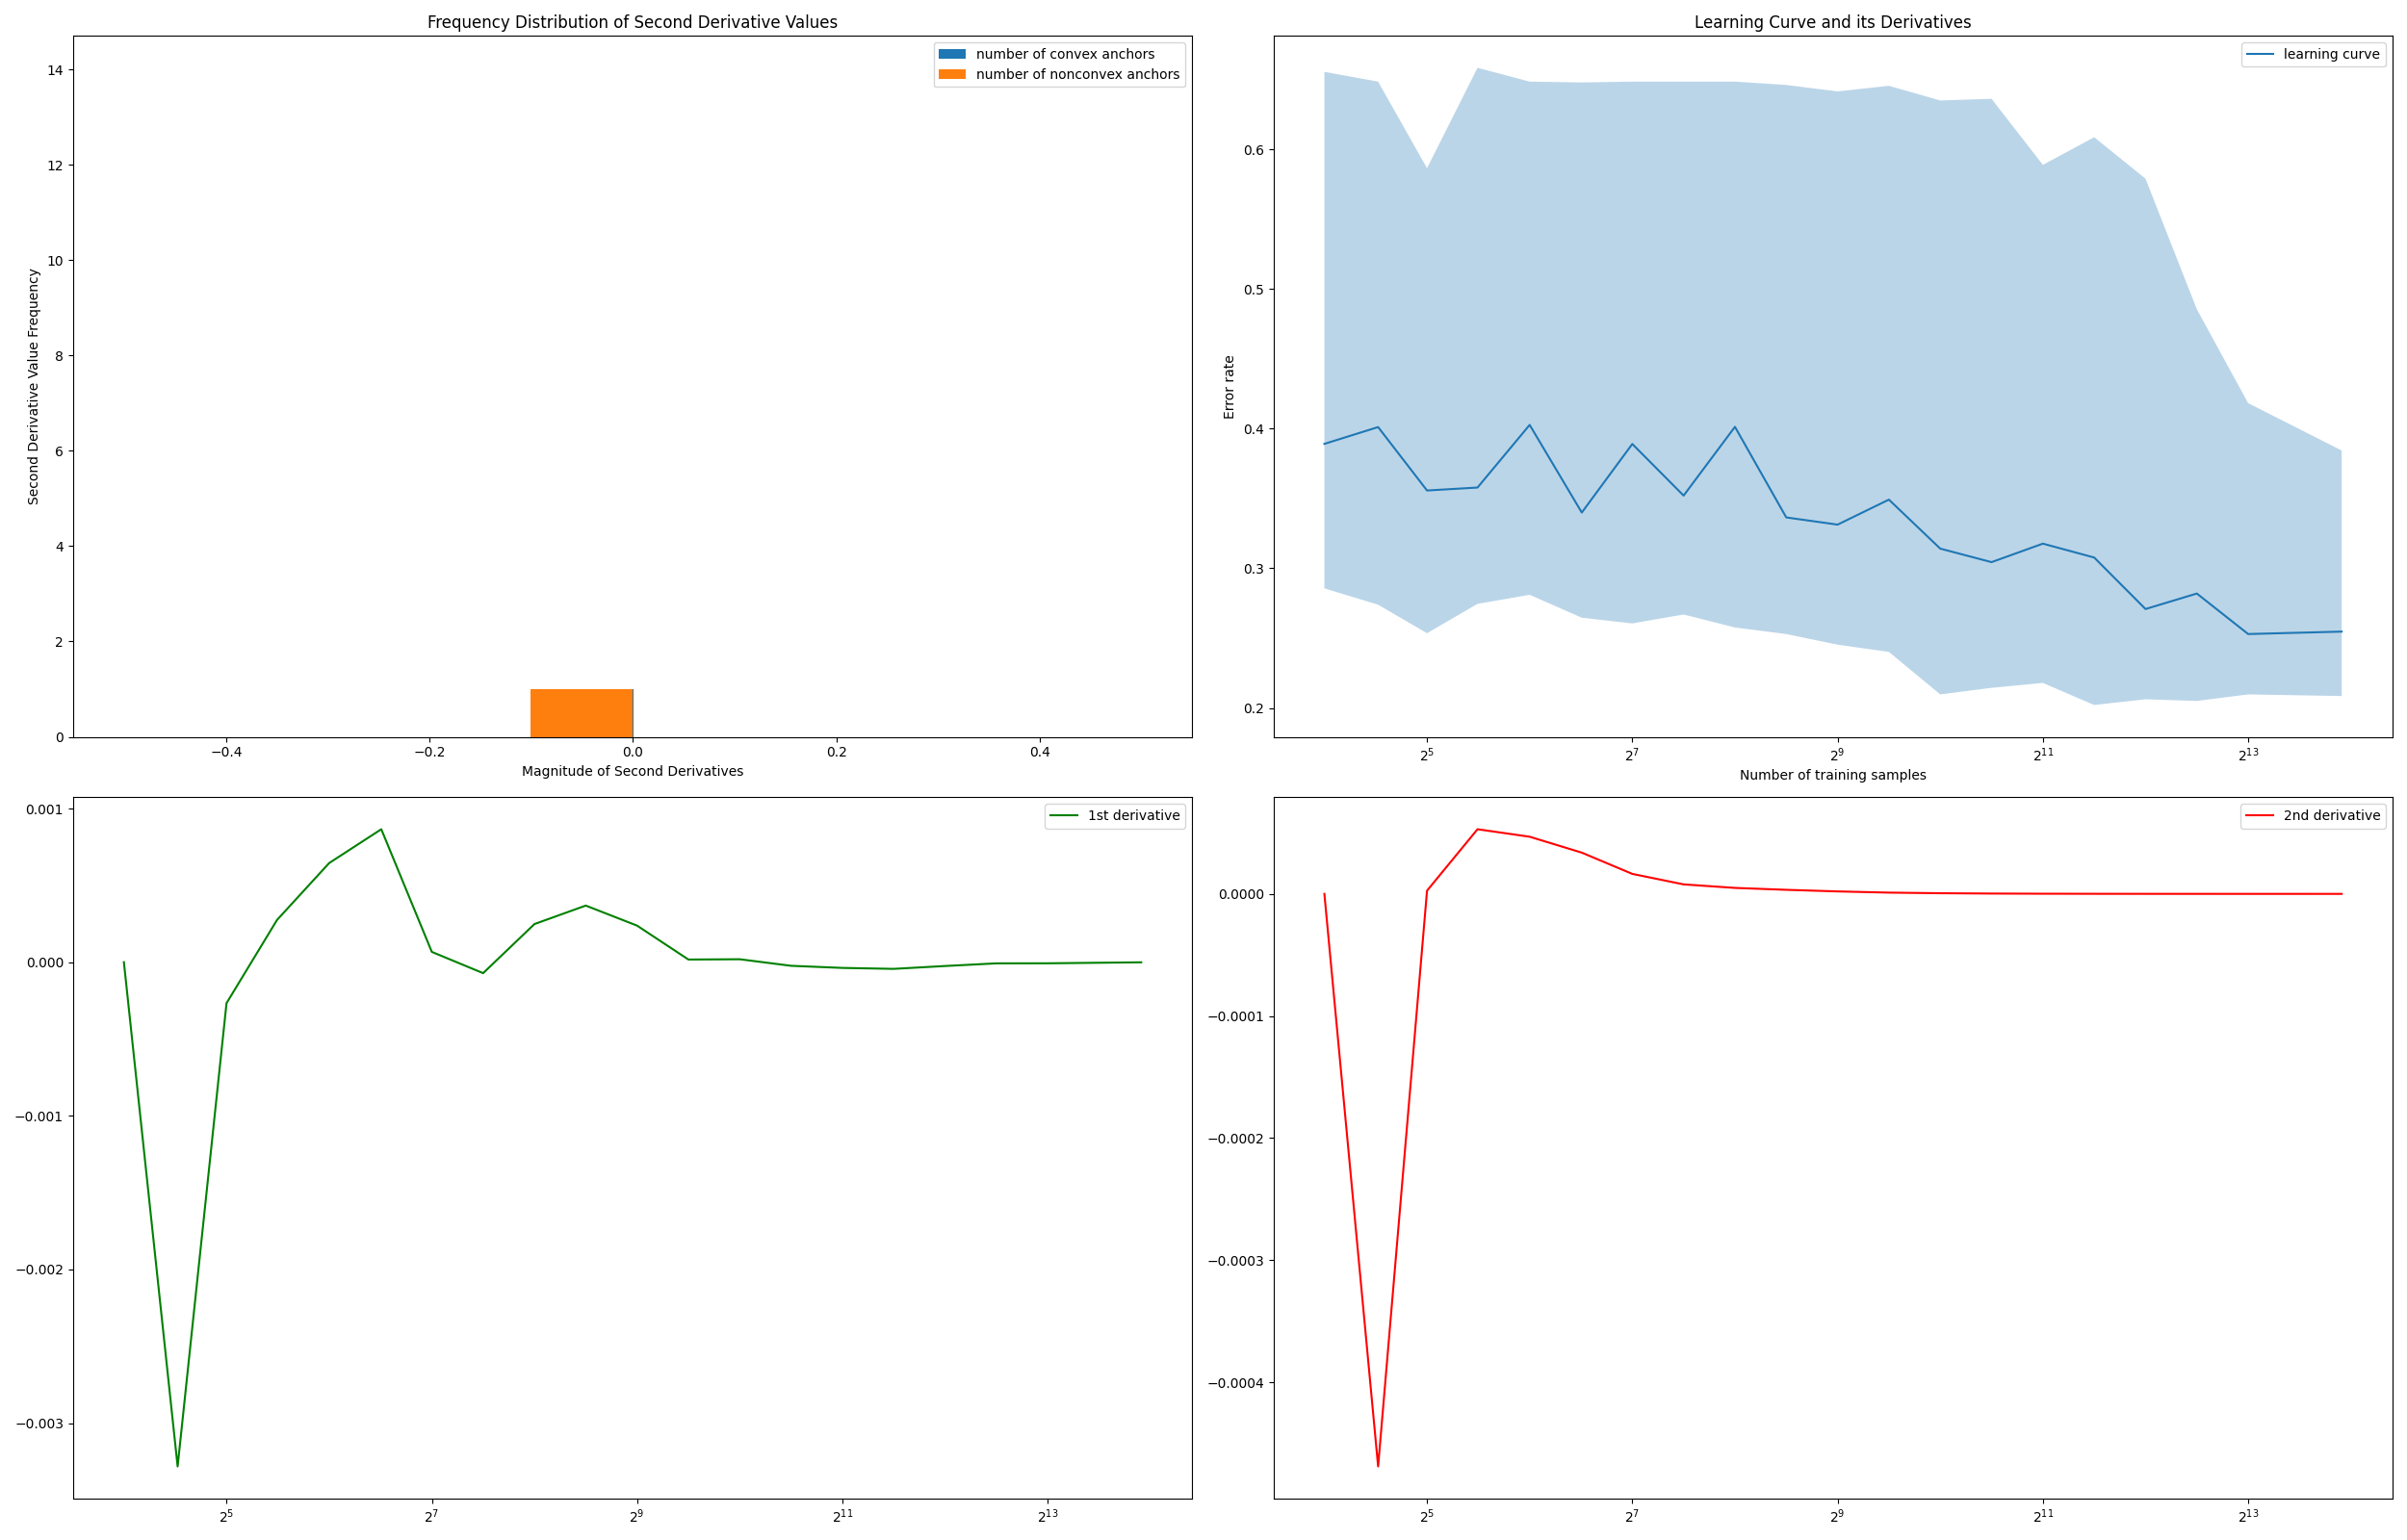 Frequency Distribution of Second Derivative Values
number of convex anchors
number of nonconvex anchors
14
12
10
8
6
4
2
0
Second Derivative Value Frequency
−0.4 −0.2 0.0 0.2 0.4
Magnitude of Second Derivatives
Learning Curve and its Derivatives
learning curve
0.6
0.5
0.4
0.3
0.2
Error rate
2^5 2^7 2^9 2^11 2^13
Number of training samples
1st derivative
0.001
0.000
−0.001
−0.002
−0.003
2^5 2^7 2^9 2^11 2^13
2nd derivative
0.0000
−0.0001
−0.0002
−0.0003
−0.0004
2^5 2^7 2^9 2^11 2^13